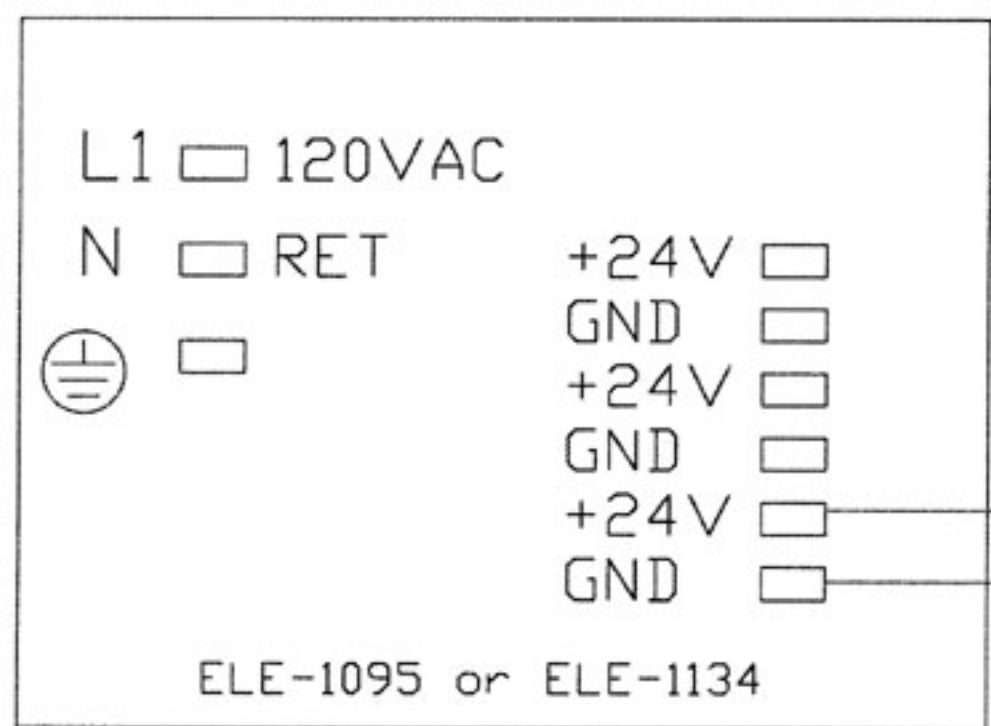 L1 120VAC
N RET
+24V
GND
+24V
GND
+24V
GND
ELE-1095 or ELE-1134